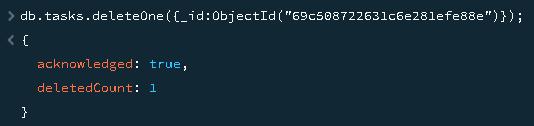 > db.tasks.deleteOne({_id:ObjectId("69c508722631c6e281efe88e")});
< {
acknowledged: true,
deletedCount: 1
}